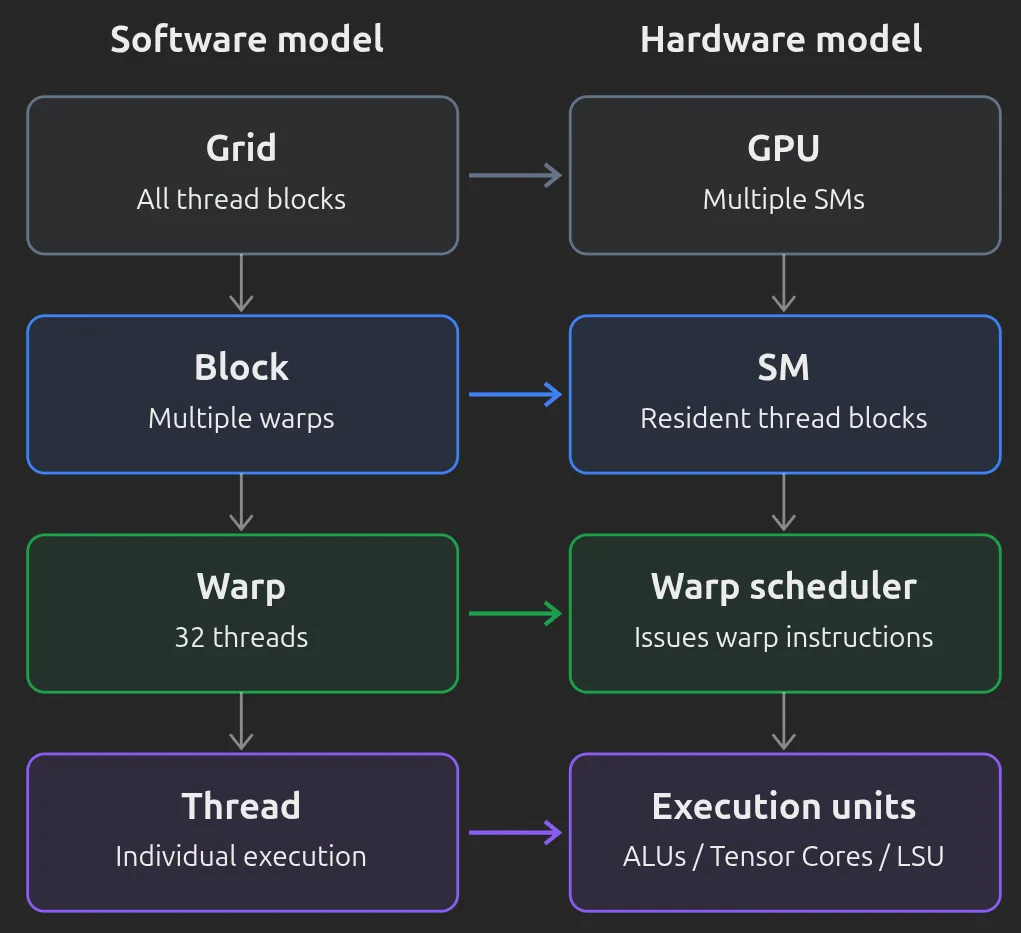 Software model
Hardware model
Grid
All thread blocks
GPU
Multiple SMs
Block
Multiple warps
SM
Resident thread blocks
Warp
32 threads
Warp scheduler
Issues warp instructions
Thread
Individual execution
Execution units
ALUs / Tensor Cores / LSU